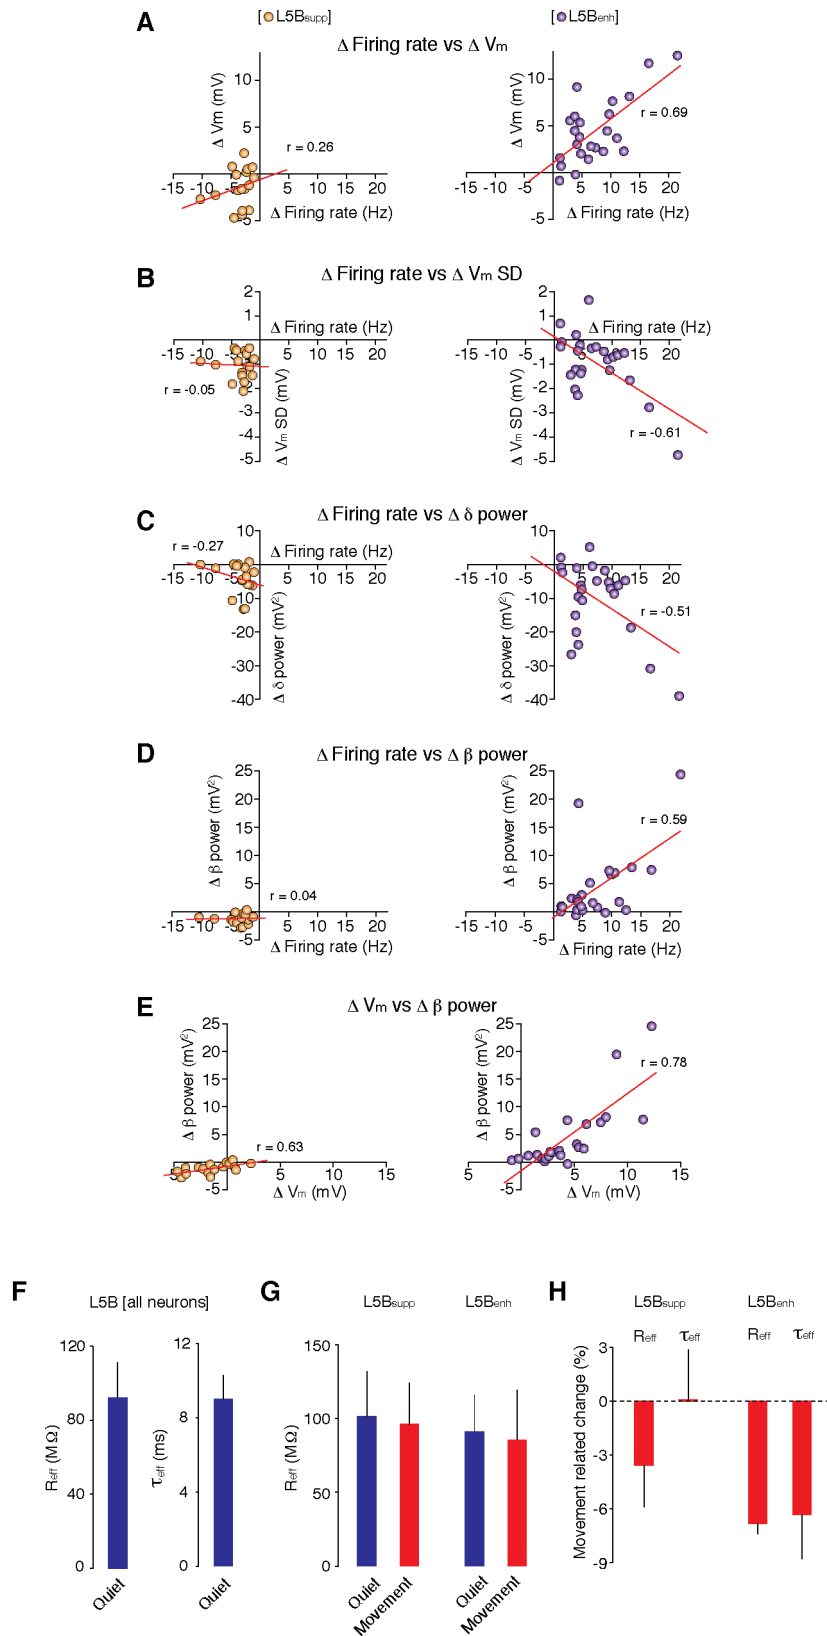 A
[ L5Bsupp]
[ L5Benh]
Δ Firing rate vs Δ Vm
Δ Vm (mV)
10
5
-5
-15 -10 -5 5 10 15 20
r = 0.26
Δ Firing rate (Hz)
Δ Vm (mV)
10
5
0
-5
-15 -10 -5 5 10 15 20
r = 0.69
Δ Firing rate (Hz)
B
Δ Firing rate vs Δ Vm SD
2
1
-1
-2
-3
-4
-5
Δ Firing rate (Hz)
-15 -10 5 10 15 20
r = -0.05
Δ Vm SD (mV)
2
1
0
-1
-2
-3
-4
-5
Δ Firing rate (Hz)
-15 -10 -5 5 10 15 20
r = -0.61
Δ Vm SD (mV)
C
Δ Firing rate vs Δ δ power
10
-10
-20
-30
-40
r = -0.27
Δ Firing rate (Hz)
-15 -10 5 10 15 20
Δ δ power (mV²)
10
-10
-20
-30
-40
Δ Firing rate (Hz)
-15 -10 -5 5 10 15 20
r = -0.51
Δ δ power (mV²)
D
Δ Firing rate vs Δ β power
Δ β power (mV²)
25
20
15
10
5
-5
r = 0.04
-15 -10 -5 5 10 15 20
Δ Firing rate (Hz)
Δ β power (mV²)
25
20
15
10
5
-5
r = 0.59
-15 -10 -5 5 10 15 20
Δ Firing rate (Hz)
E
Δ Vm vs Δ β power
Δ β power (mV²)
25
20
15
10
5
-5
r = 0.63
5 10 15
Δ Vm (mV)
Δ β power (mV²)
25
20
15
10
5
-5
r = 0.78
5 5 10 15
Δ Vm (mV)
F
L5B [all neurons]
Reff (M Ω)
120
80
40
0
Quiet
τeff (ms)
12
8
4
0
Quiet
G
L5Bsupp
L5Benh
Reff (M Ω)
150
100
50
0
Quiet
Movement
Quiet
Movement
H
L5Bsupp
L5Benh
Reff τeff Reff τeff
Movement related change (%)
3
0
-3
-6
-9